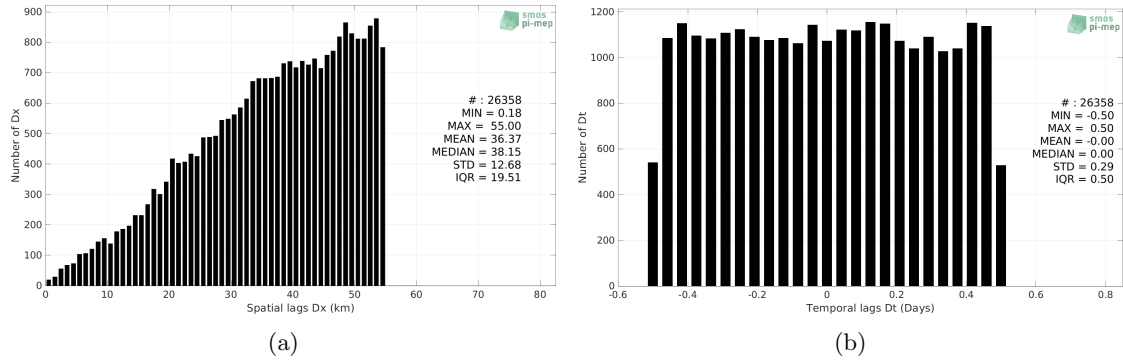 smos
pi-mep
900
800
700
600
500
400
300
200
100
0
Number of Dx
# : 26358
MIN = 0.18
MAX = 55.00
MEAN = 36.37
MEDIAN = 38.15
STD = 12.68
IQR = 19.51
0 10 20 30 40 50 60 70 80
Spatial lags Dx (km)
(a)
smos
pi-mep
1200
1000
800
600
400
200
0
Number of Dt
# : 26358
MIN = -0.50
MAX = 0.50
MEAN = -0.00
MEDIAN = 0.00
STD = 0.29
IQR = 0.50
-0.6 -0.4 -0.2 0 0.2 0.4 0.6 0.8
Temporal lags Dt (Days)
(b)